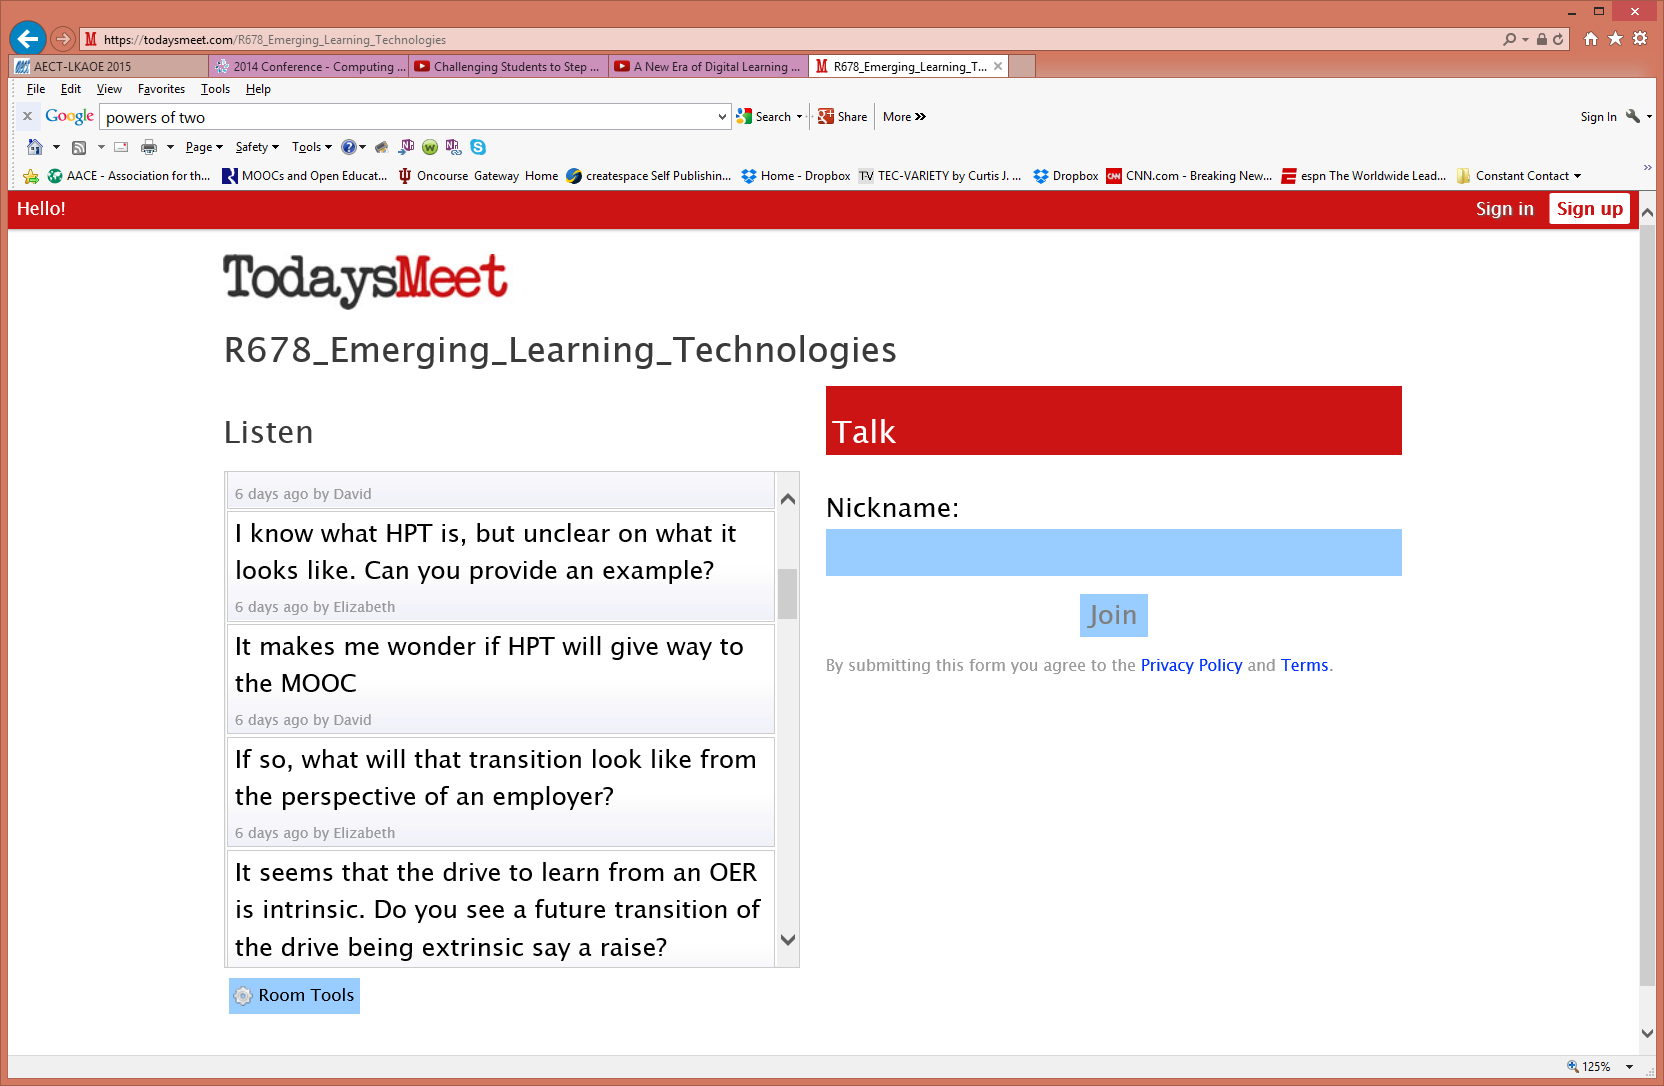 https://todaysmeet.com/R678_Emerging_Learning_Technologies
AECT-LKAOE 2015
2014 Conference - Computing ...
Challenging Students to Step ...
A New Era of Digital Learning ...
R678_Emerging_Learning_T...
File Edit View Favorites Tools Help
x Google powers of two Search Share More » Sign In
Page Safety Tools
AACE - Association for th... MOOCs and Open Educat... Oncourse Gateway Home createspace Self Publishin... Home - Dropbox TV TEC-VARIETY by Curtis J. ... Dropbox CNN CNN.com - Breaking New... espn The Worldwide Lead... Constant Contact »
Hello! Sign in Sign up
TodaysMeet
R678_Emerging_Learning_Technologies
Listen
6 days ago by David
I know what HPT is, but unclear on what it
looks like. Can you provide an example?
6 days ago by Elizabeth
It makes me wonder if HPT will give way to
the MOOC
6 days ago by David
If so, what will that transition look like from
the perspective of an employer?
6 days ago by Elizabeth
It seems that the drive to learn from an OER
is intrinsic. Do you see a future transition of
the drive being extrinsic say a raise?
Room Tools
Talk
Nickname:
Join
By submitting this form you agree to the Privacy Policy and Terms.
125%